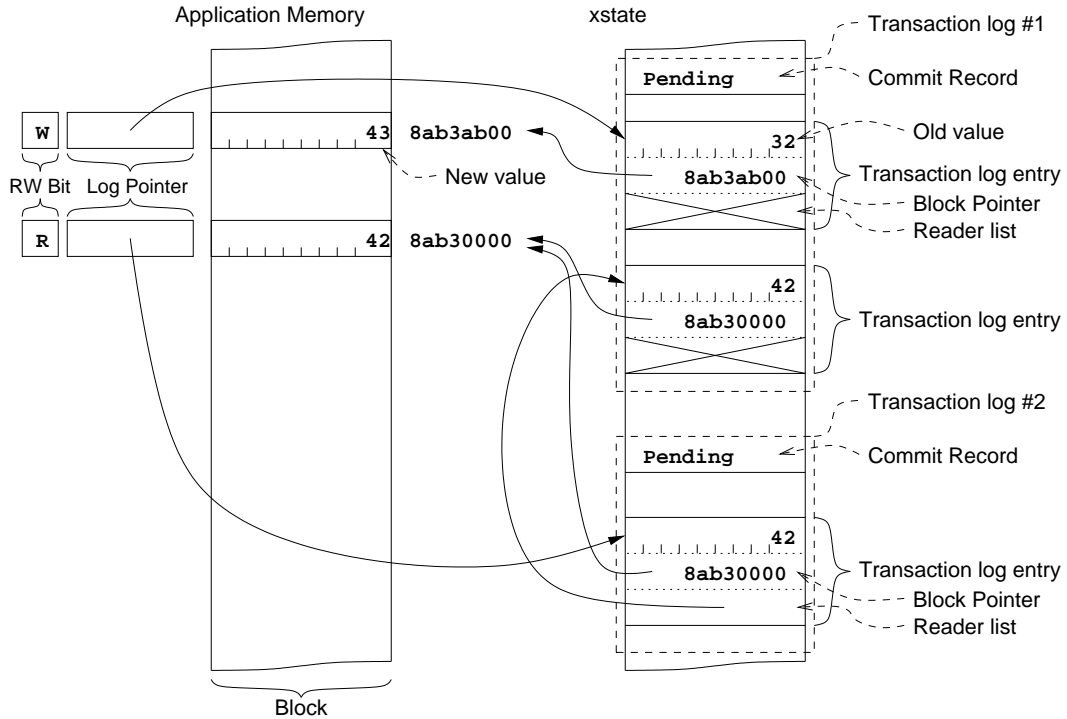 Application Memory
xstate
Transaction log #1
Pending
Commit Record
W
43
8ab3ab00
32
Old value
RW Bit
Log Pointer
New value
8ab3ab00
Transaction log entry
Block Pointer
Reader list
R
42
8ab30000
42
8ab30000
Transaction log entry
Transaction log #2
Pending
Commit Record
42
8ab30000
Transaction log entry
Block Pointer
Reader list
Block